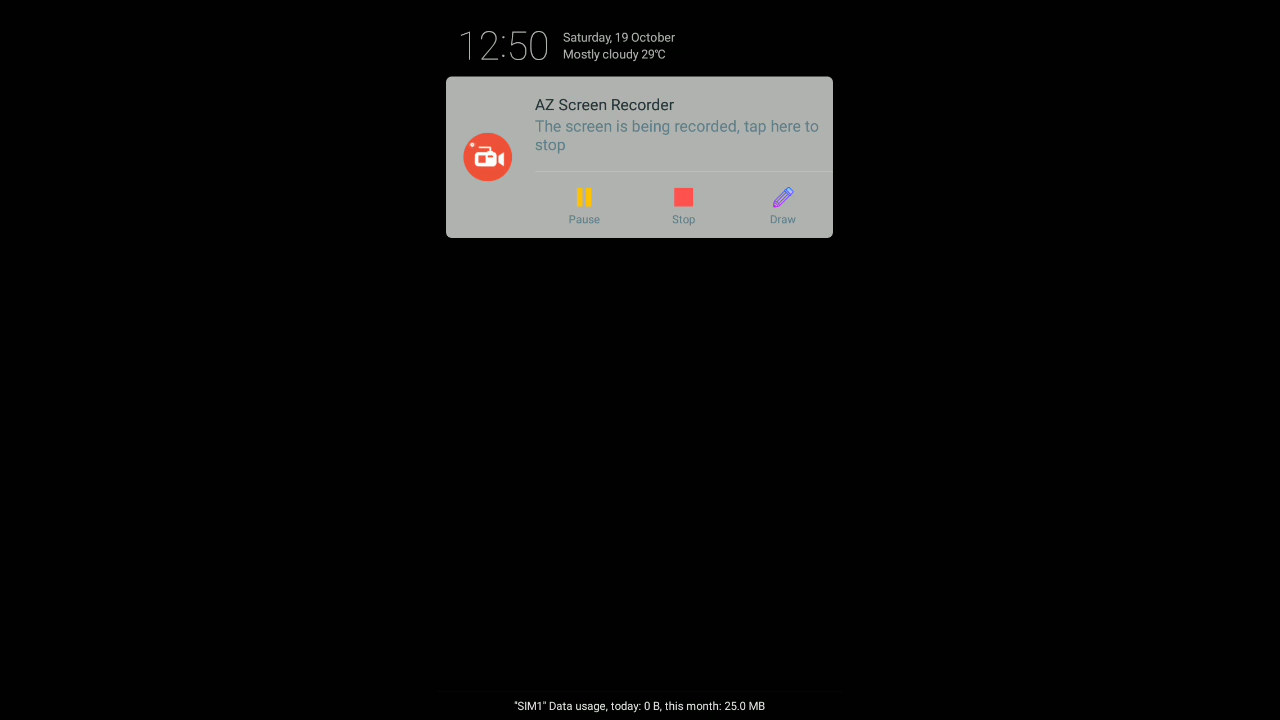 12:50
Saturday, 19 October
Mostly cloudy 29℃
AZ Screen Recorder
The screen is being recorded, tap here to
stop
Pause Stop Draw
"SIM1" Data usage, today: 0 B, this month: 25.0 MB